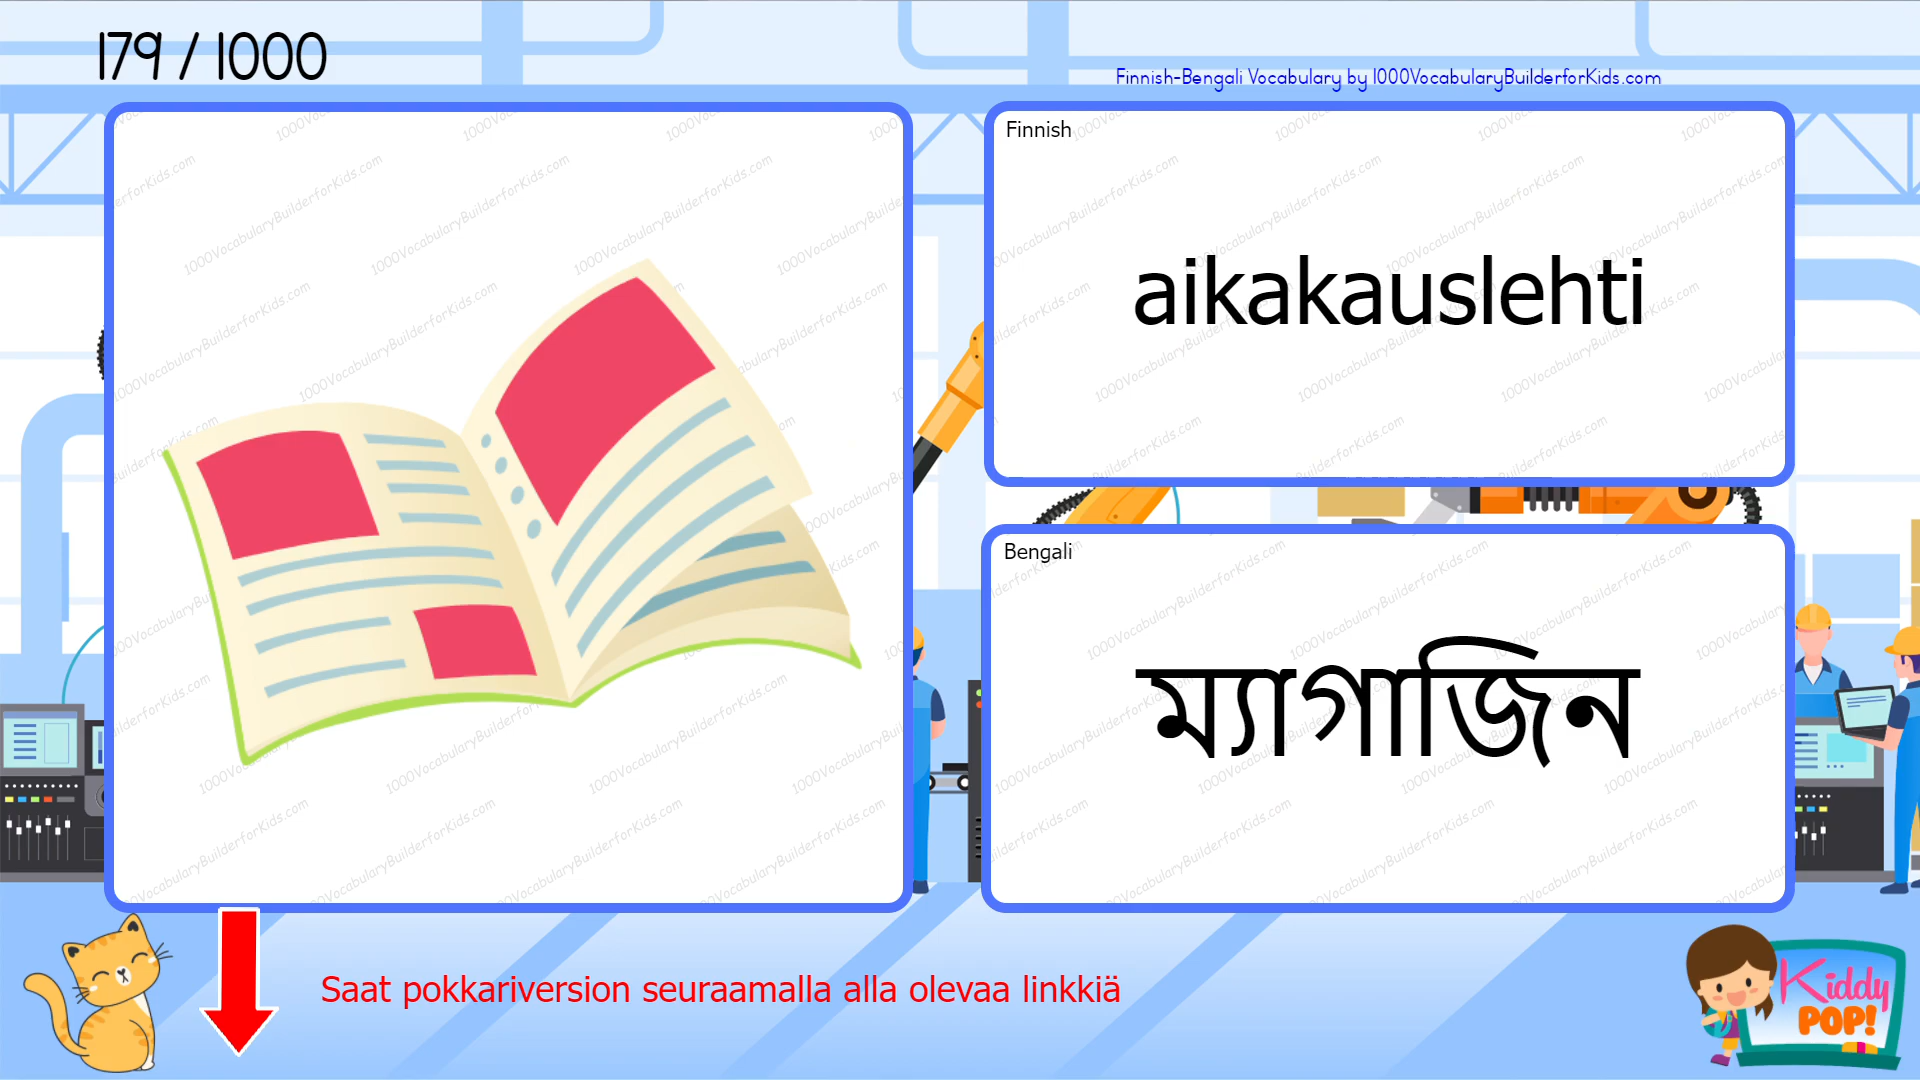 179 / 1000
Finnish-Bengali Vocabulary by 1000VocabularyBuilderforKids.com
Finnish
aikakauslehti
Bengali
ম্যাগাজিন
Saat pokkariversion seuraamalla alla olevaa linkkiä
Kiddy
POP!